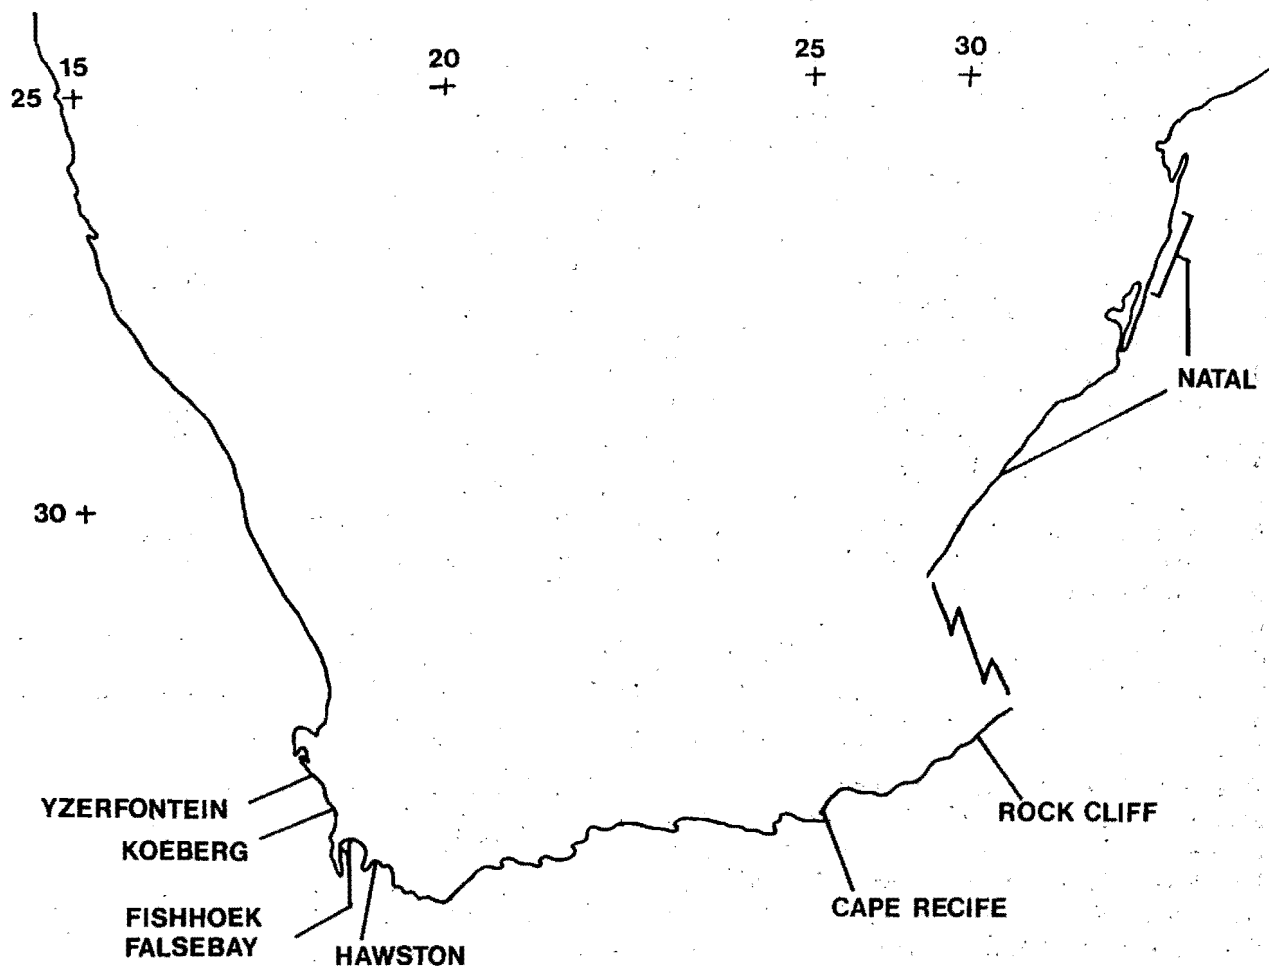 15
20
25
30
25
30
NATAL
YZERFONTEIN
KOEBERG
ROCK CLIFF
FISHHOEK
FALSEBAY
HAWSTON
CAPE RECIFE